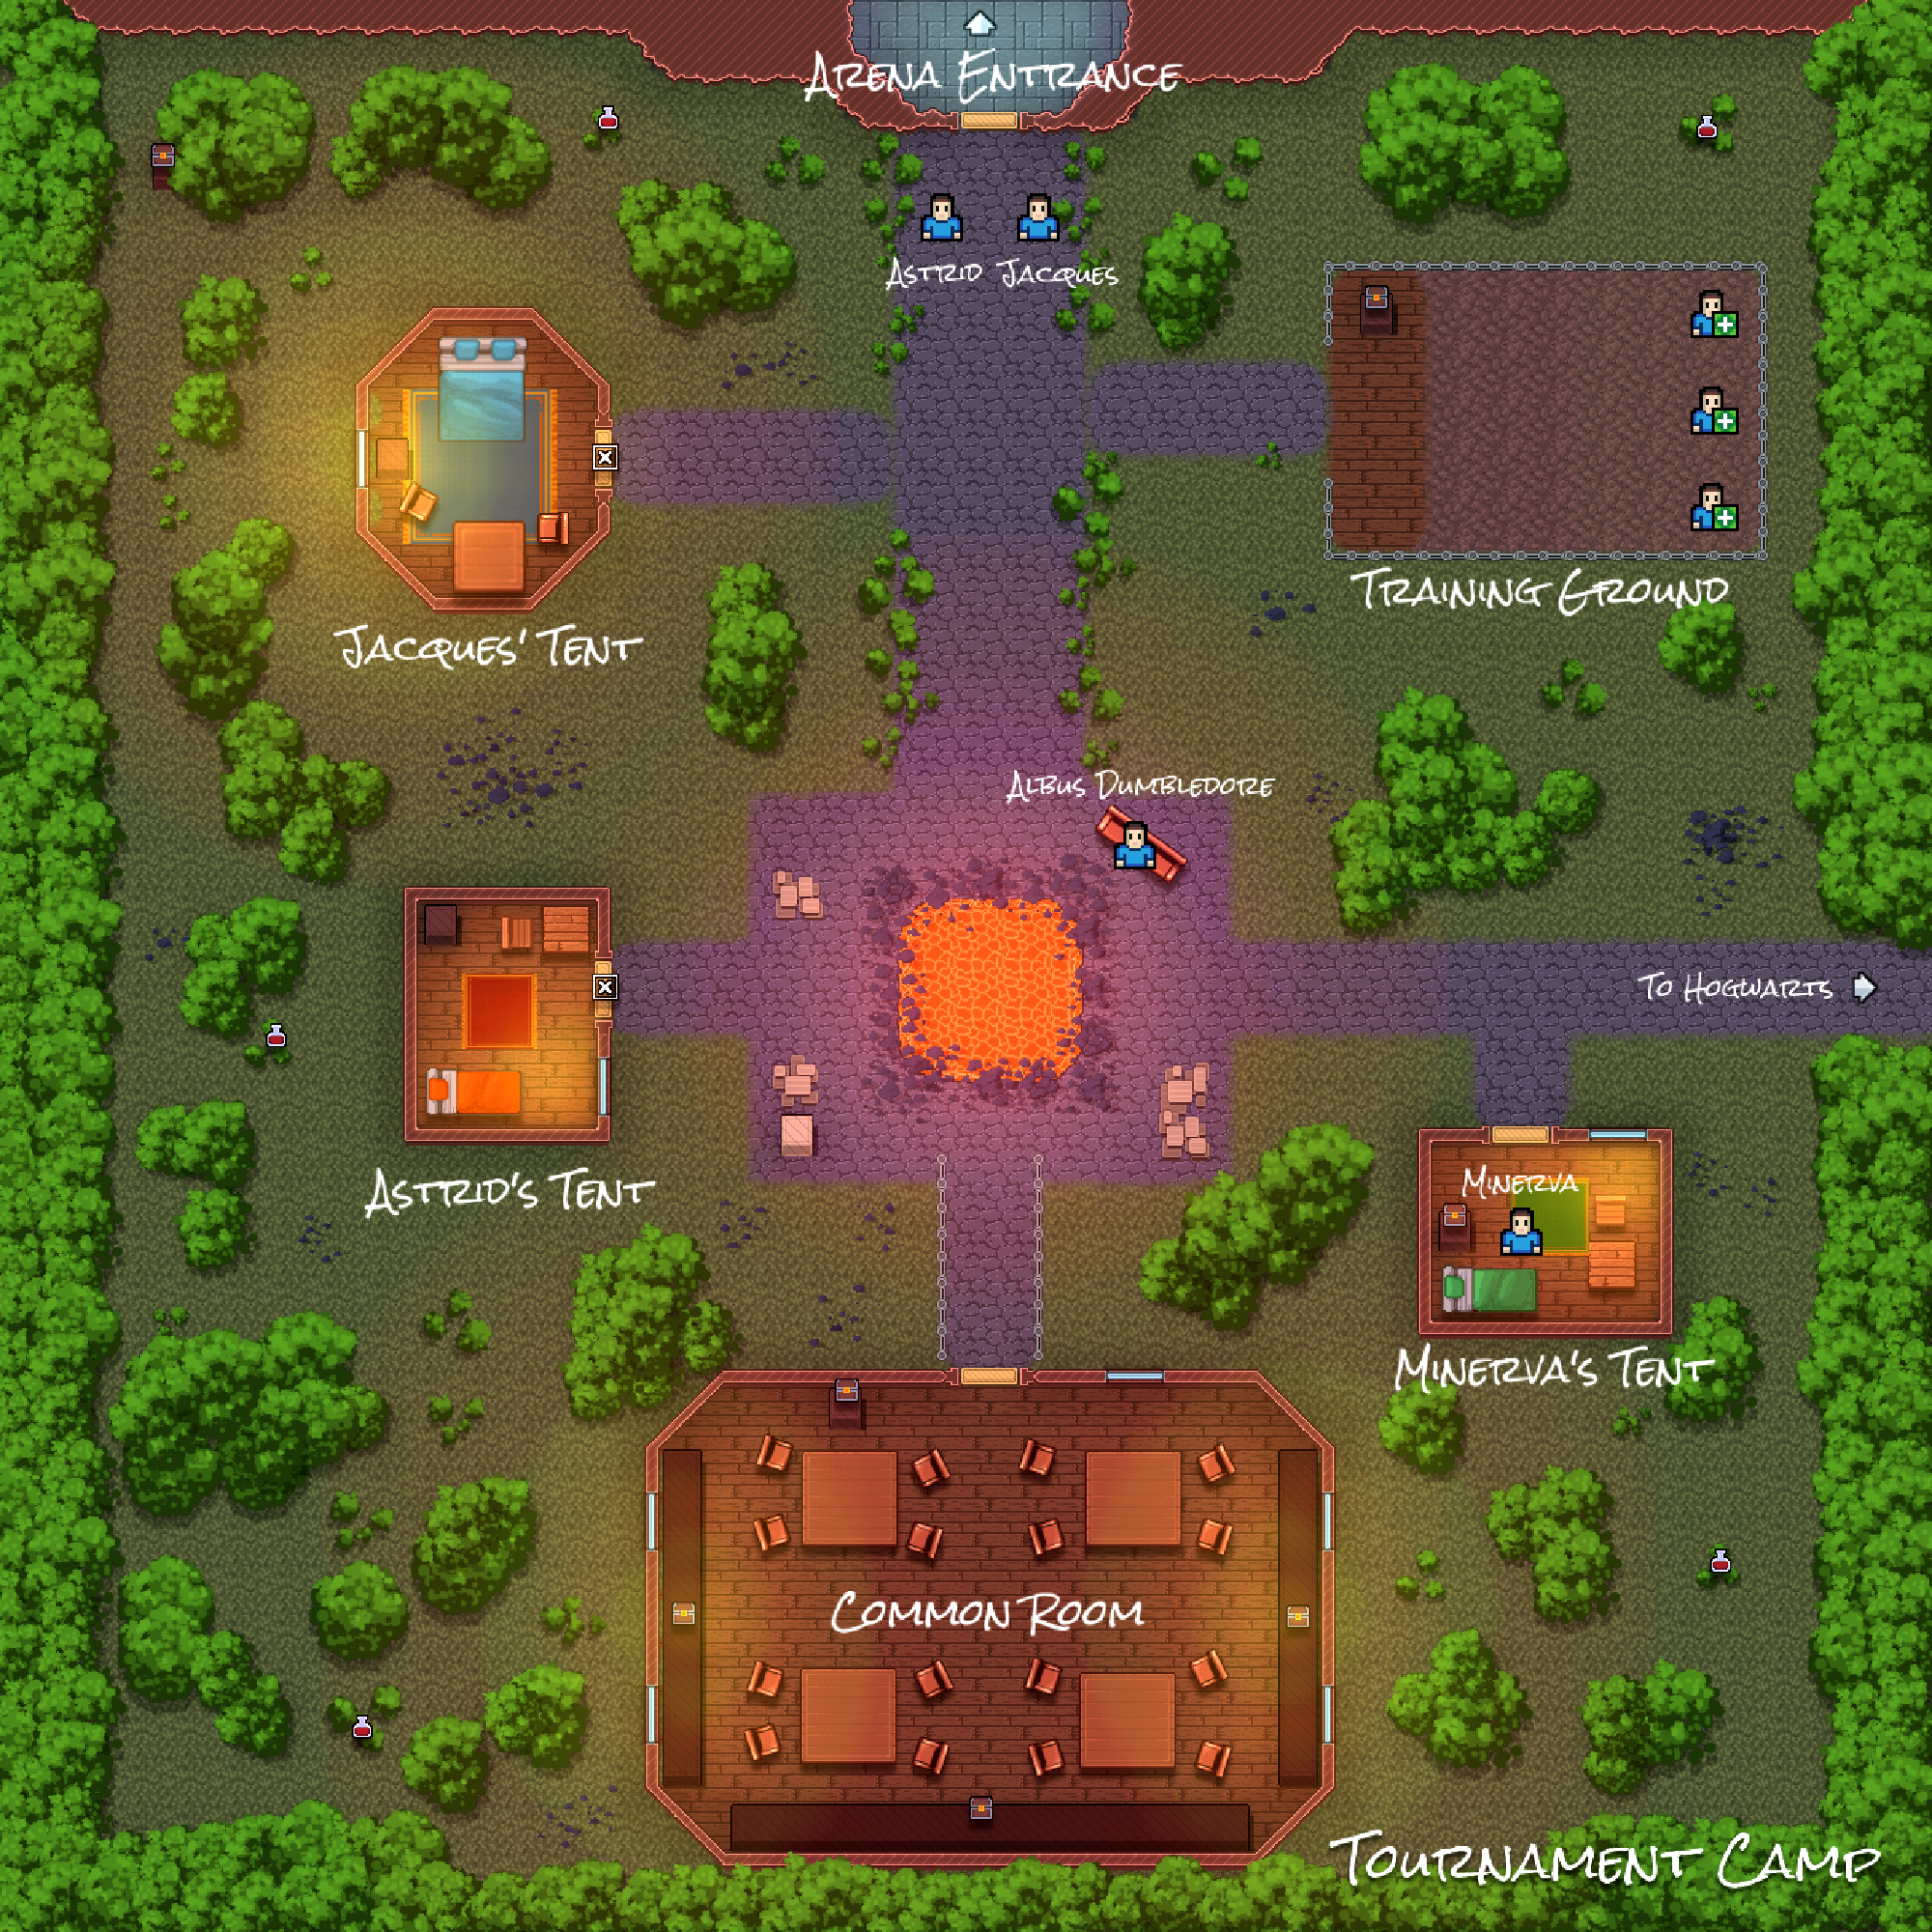 Arena Entrance
Astrid Jacques
Training Ground
Jacques' Tent
Albus Dumbledore
To Hogwarts
Astrid's Tent
Minerva
Minerva's Tent
Common Room
Tournament Camp